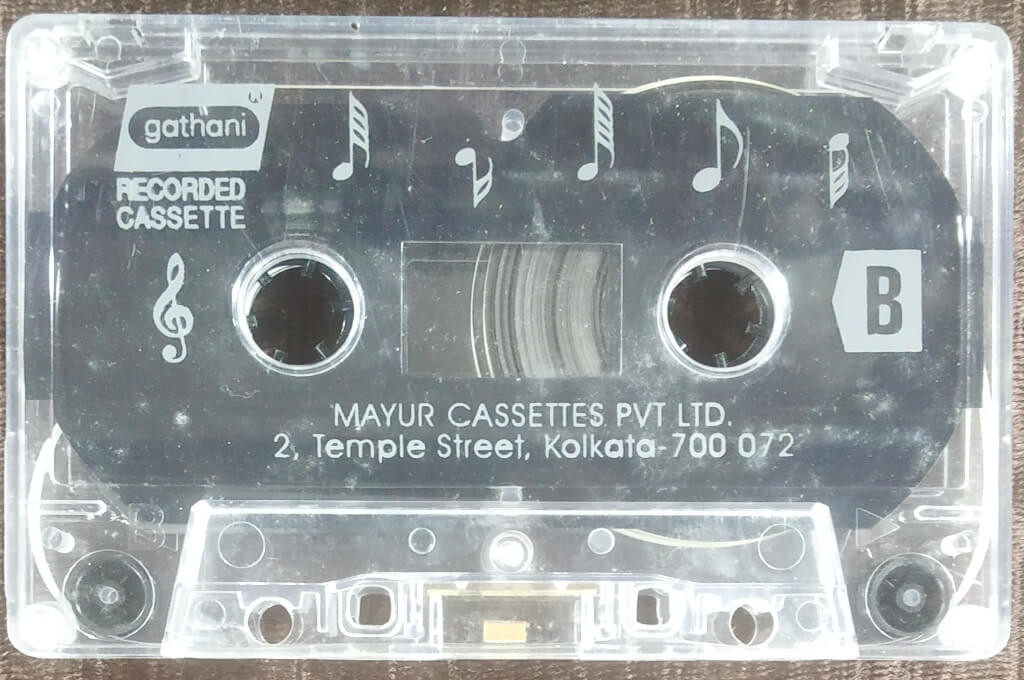 gathani
RECORDED
CASSETTE
B
MAYUR CASSETTES PVT LTD.
2, Temple Street, Kolkata-700 072
B